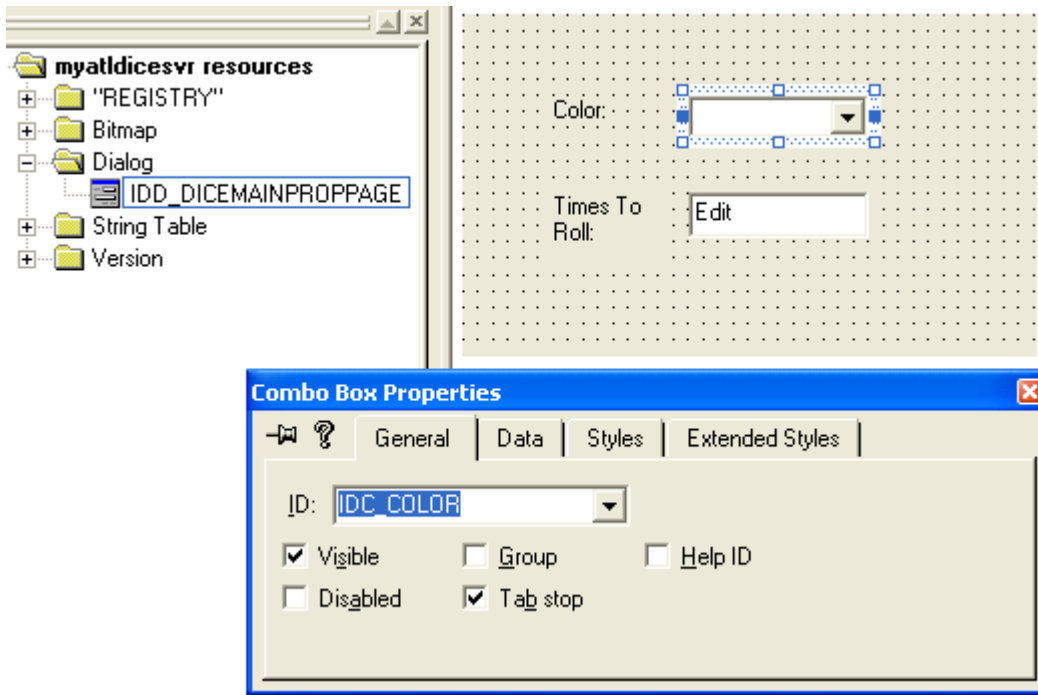 myatldicesvr resources
"REGISTRY"
Bitmap
Dialog
IDD_DICEMAINPROPPAGE
String Table
Version
Color:
Times To
Roll:
Edit
Combo Box Properties
General Data Styles Extended Styles
ID: IDC_COLOR
Visible Group Help ID
Disabled Tab stop